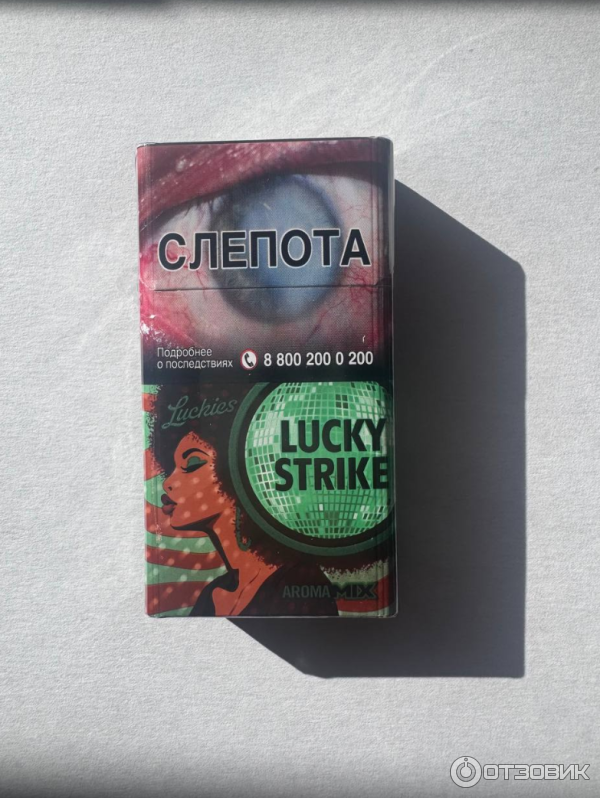 СЛЕПОТА
Подробнее
о последствиях 8 800 200 0 200
Luckies
LUCKY
STRIKE
AROMA MIX
ОТЗОВИК